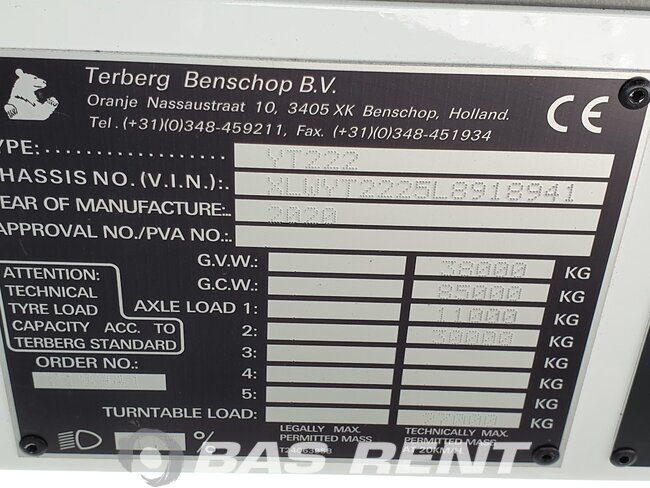 Terberg Benschop B.V.
Oranje Nassaustraat 10, 3405 XK Benschop, Holland.
Tel.(+31)(0)348-459211, Fax. (+31)(0)348-451934
CE
YPE: YT222
HASSIS NO.(V.I.N.):. XLWYT2225L8918941
EAR OF MANUFACTURE:. 2020
APPROVAL NO./PVA NO.:
G.V.W.: 38000 KG
G.C.W.: 85000 KG
ATTENTION:
TECHNICAL
TYRE LOAD
CAPACITY ACC. TO
TERBERG STANDARD
AXLE LOAD 1: 11000 KG
2: 30000 KG
3: KG
4: KG
5: KG
ORDER NO.:
TURNTABLE LOAD: KG
%
LEGALLY MAX.
PERMITTED MASS
TECHNICALLY MAX.
PERMITTED MASS
AT 20KM/H
BAS RENT